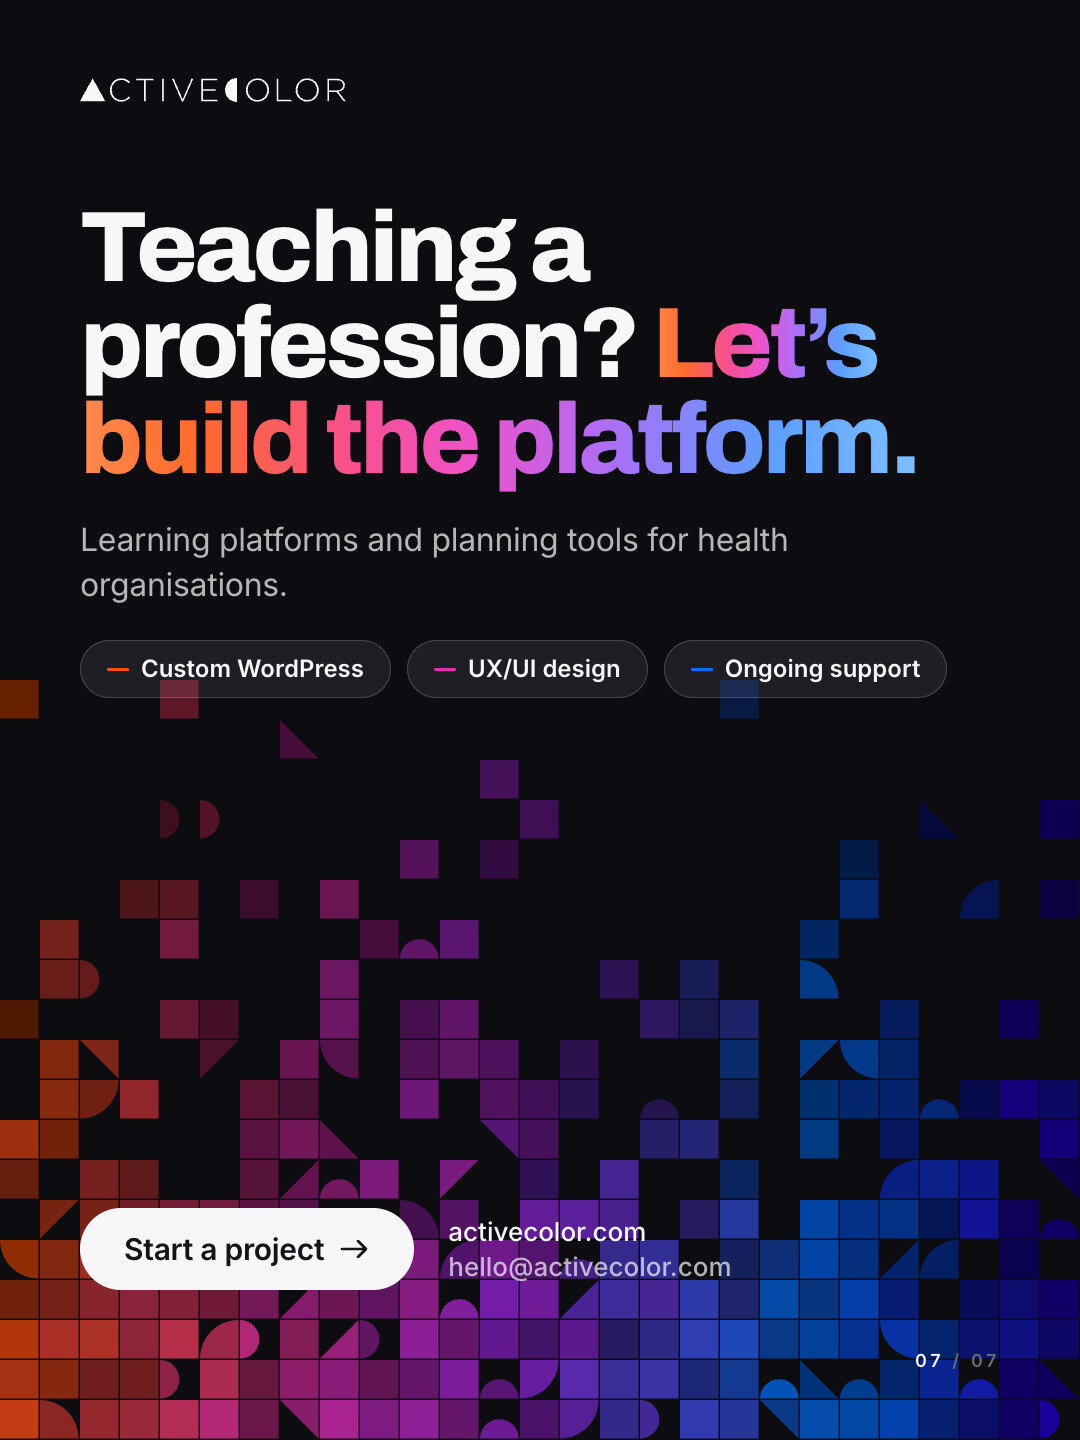 ACTIVECOLOR
Teaching a
profession? Let’s
build the platform.
Learning platforms and planning tools for health
organisations.
Custom WordPress
UX/UI design
Ongoing support
Start a project →
activecolor.com
hello@activecolor.com
07 / 07